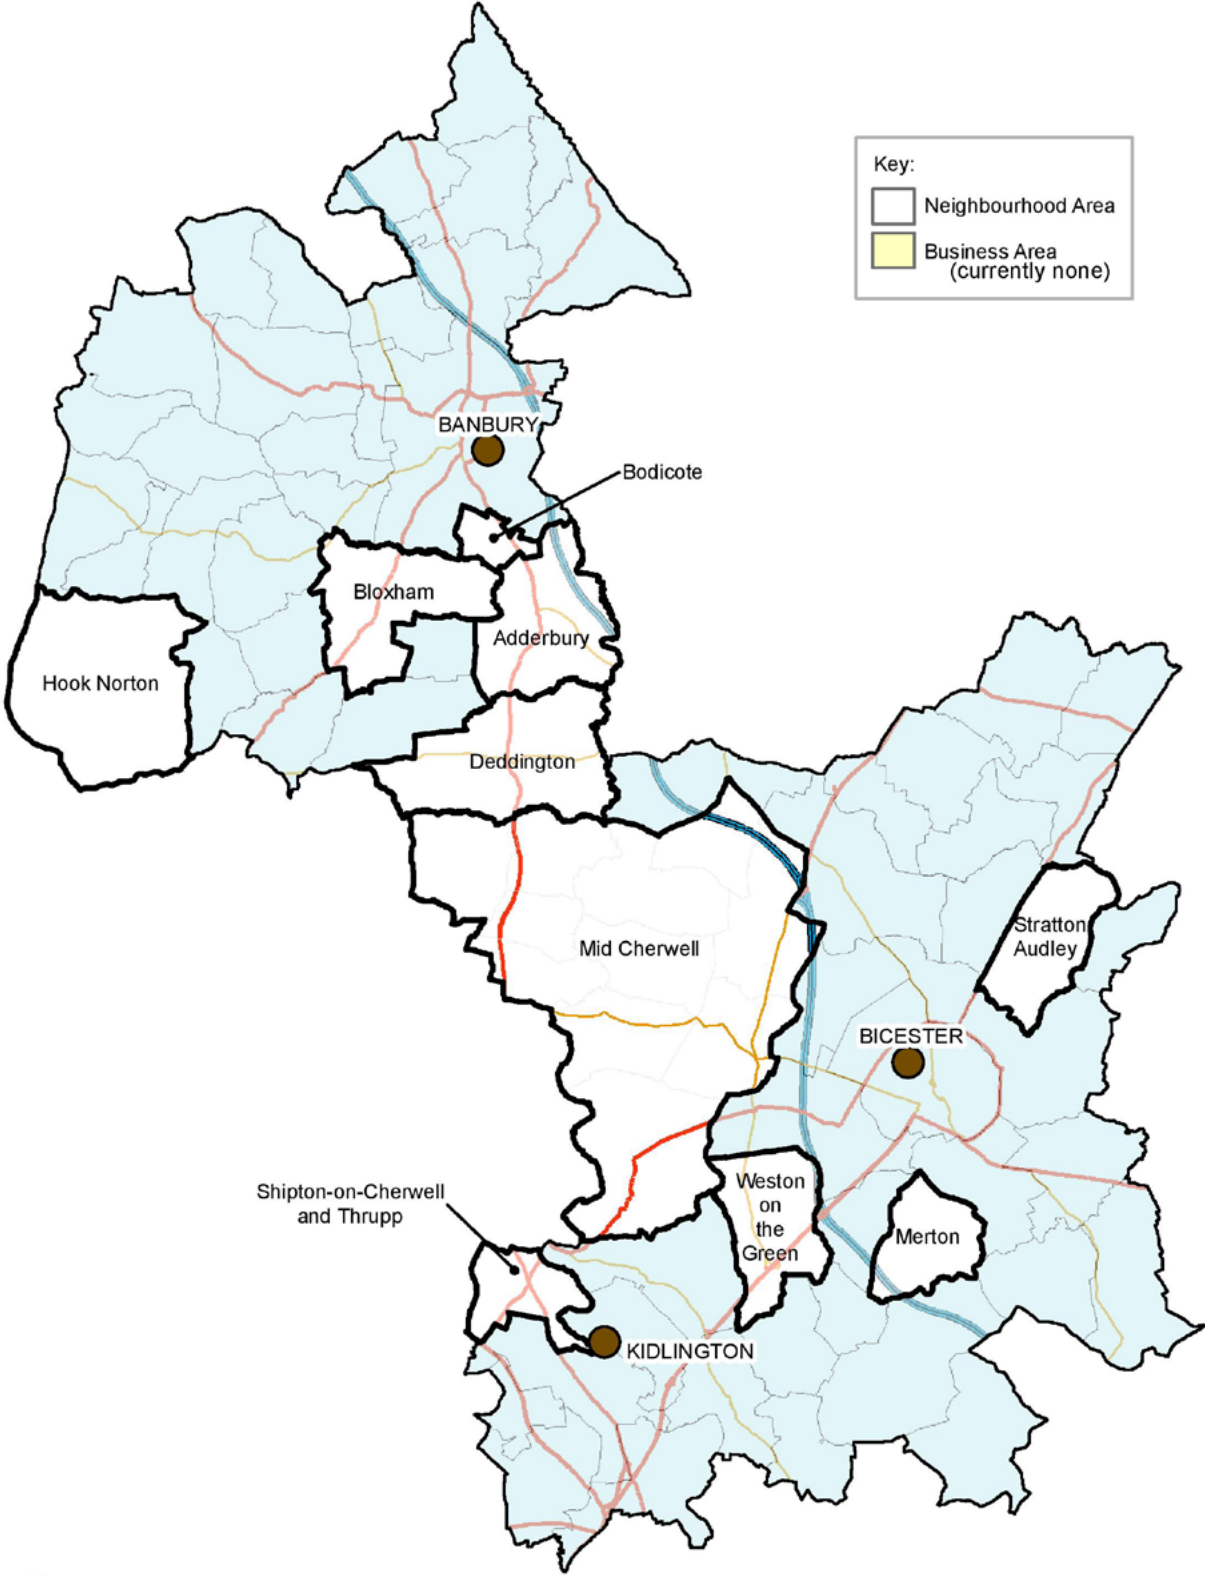 Key:
Neighbourhood Area
Business Area
(currently none)
BANBURY
Bodicote
Bloxham
Adderbury
Hook Norton
Deddington
Stratton
Audley
Mid Cherwell
BICESTER
Shipton-on-Cherwell
and Thrupp
Weston
on
the
Green
Merton
KIDLINGTON